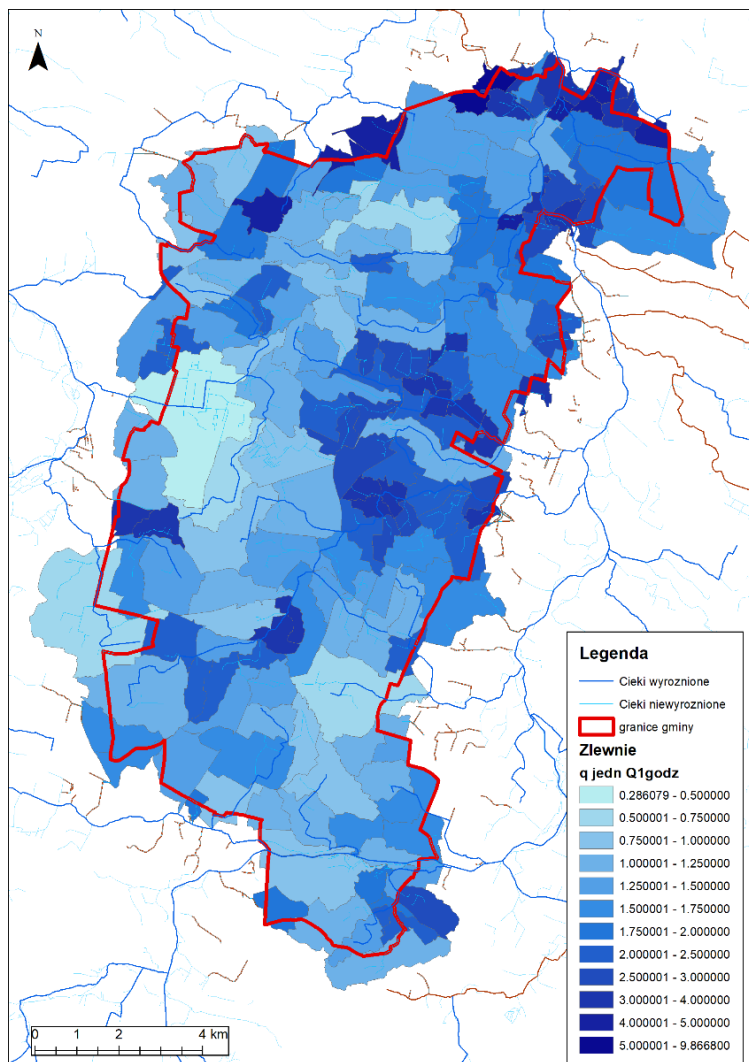 N
0 1 2 4 km
Legenda
Cieki wyroznione
Cieki niewyroznione
granice gminy
Zlewnie
q jedn Q1godz
0.286079 - 0.500000
0.500001 - 0.750000
0.750001 - 1.000000
1.000001 - 1.250000
1.250001 - 1.500000
1.500001 - 1.750000
1.750001 - 2.000000
2.000001 - 2.500000
2.500001 - 3.000000
3.000001 - 4.000000
4.000001 - 5.000000
5.000001 - 9.866800